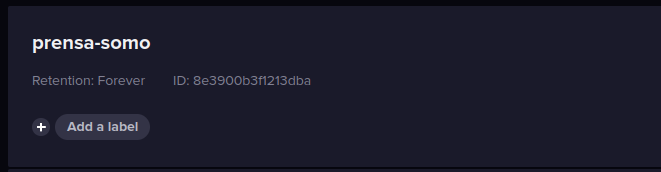 prensa-somo
Retention: Forever ID: 8e3900b3f1213dba
+ Add a label